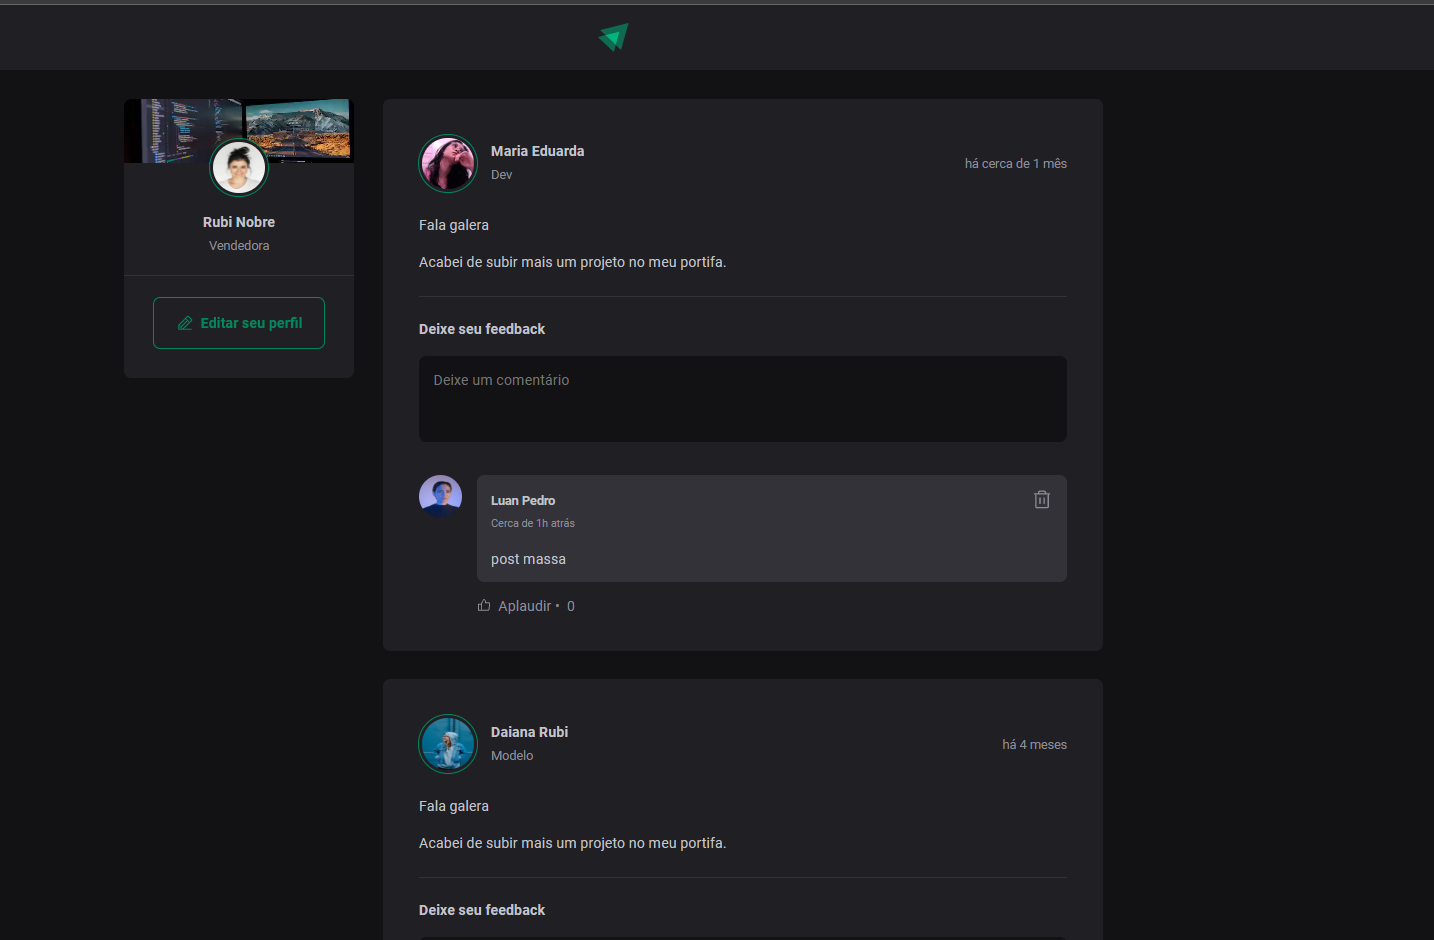 Rubi Nobre
Vendedora
Editar seu perfil
Maria Eduarda
Dev
há cerca de 1 mês
Fala galera
Acabei de subir mais um projeto no meu portifa.
Deixe seu feedback
Deixe um comentário
Luan Pedro
Cerca de 1h atrás
post massa
Aplaudir • 0
Daiana Rubi
Modelo
há 4 meses
Fala galera
Acabei de subir mais um projeto no meu portifa.
Deixe seu feedback